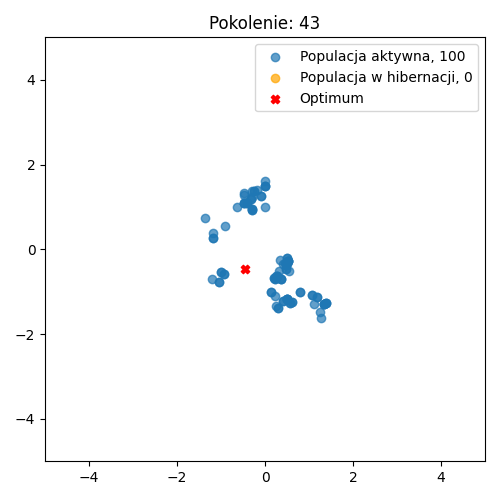 Pokolenie: 43
Populacja aktywna, 100
Populacja w hibernacji, 0
Optimum
4
2
0
−2
−4
−4 −2 0 2 4